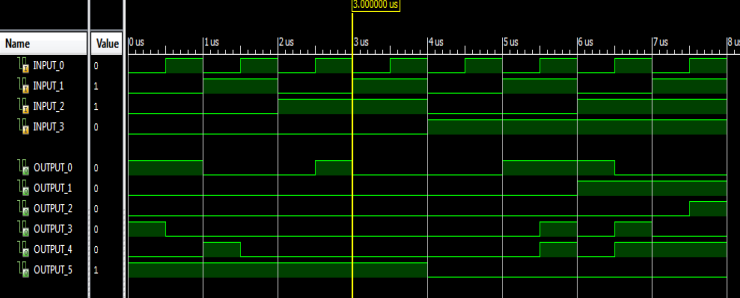 3.000000 us
Name Value 0 us 1 us 2 us 3 us 4 us 5 us 6 us 7 us 8 us
INPUT_0 0
INPUT_1 1
INPUT_2 1
INPUT_3 0
OUTPUT_0 0
OUTPUT_1 0
OUTPUT_2 0
OUTPUT_3 0
OUTPUT_4 0
OUTPUT_5 1